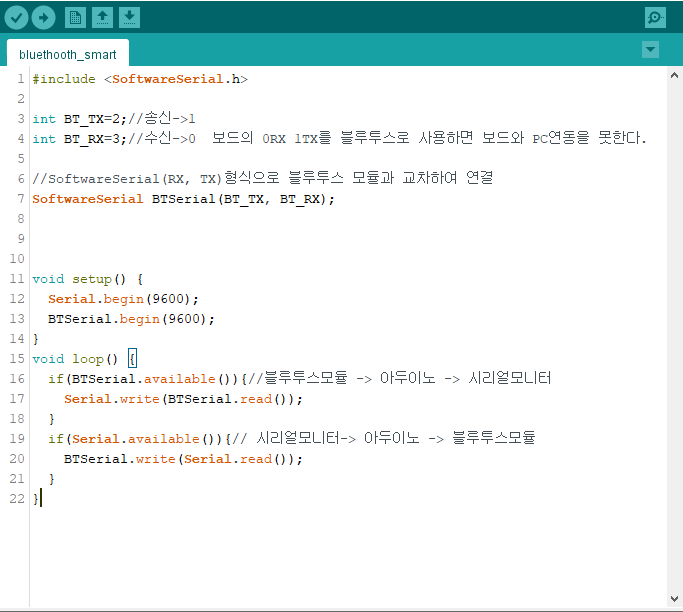 bluethooth_smart
1 #include <SoftwareSerial.h>
2
3 int BT_TX=2;//송신->1
4 int BT_RX=3;//수신->0  보드의 0RX 1TX를 블루투스로 사용하면 보드와 PC연동을 못한다.
5
6 //SoftwareSerial(RX, TX)형식으로 블루투스 모듈과 교차하여 연결
7 SoftwareSerial BTSerial(BT_TX, BT_RX);
8
9
10
11 void setup() {
12   Serial.begin(9600);
13   BTSerial.begin(9600);
14 }
15 void loop() {
16   if(BTSerial.available()){//블루투스모듈 -> 아두이노 -> 시리얼모니터
17     Serial.write(BTSerial.read());
18   }
19   if(Serial.available()){// 시리얼모니터-> 아두이노 -> 블루투스모듈
20     BTSerial.write(Serial.read());
21   }
22 }